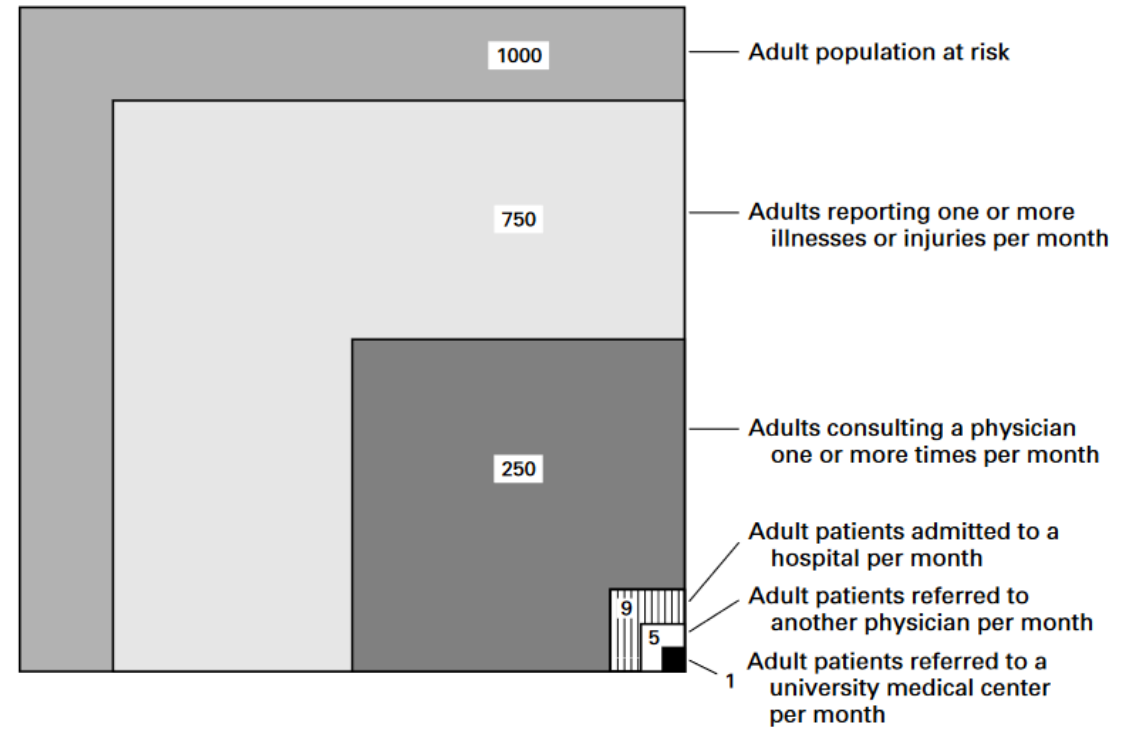 1000
Adult population at risk
750
Adults reporting one or more
illnesses or injuries per month
250
Adults consulting a physician
one or more times per month
Adult patients admitted to a
hospital per month
9
Adult patients referred to
another physician per month
5
Adult patients referred to a
university medical center
per month
1